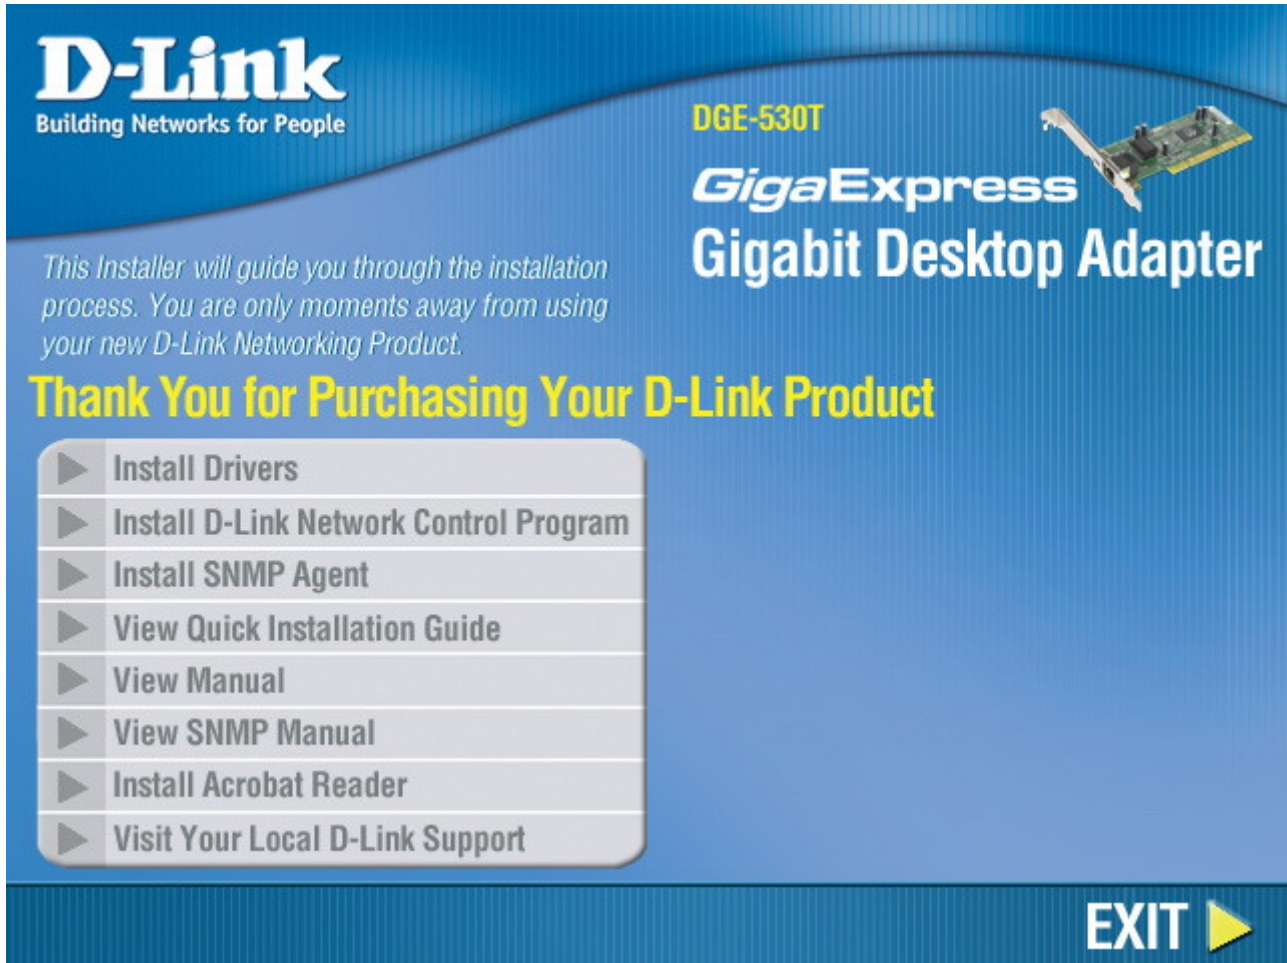 D-Link
Building Networks for People
DGE-530T
GigaExpress
Gigabit Desktop Adapter
This Installer will guide you through the installation
process. You are only moments away from using
your new D-Link Networking Product.
Thank You for Purchasing Your D-Link Product
Install Drivers
Install D-Link Network Control Program
Install SNMP Agent
View Quick Installation Guide
View Manual
View SNMP Manual
Install Acrobat Reader
Visit Your Local D-Link Support
EXIT